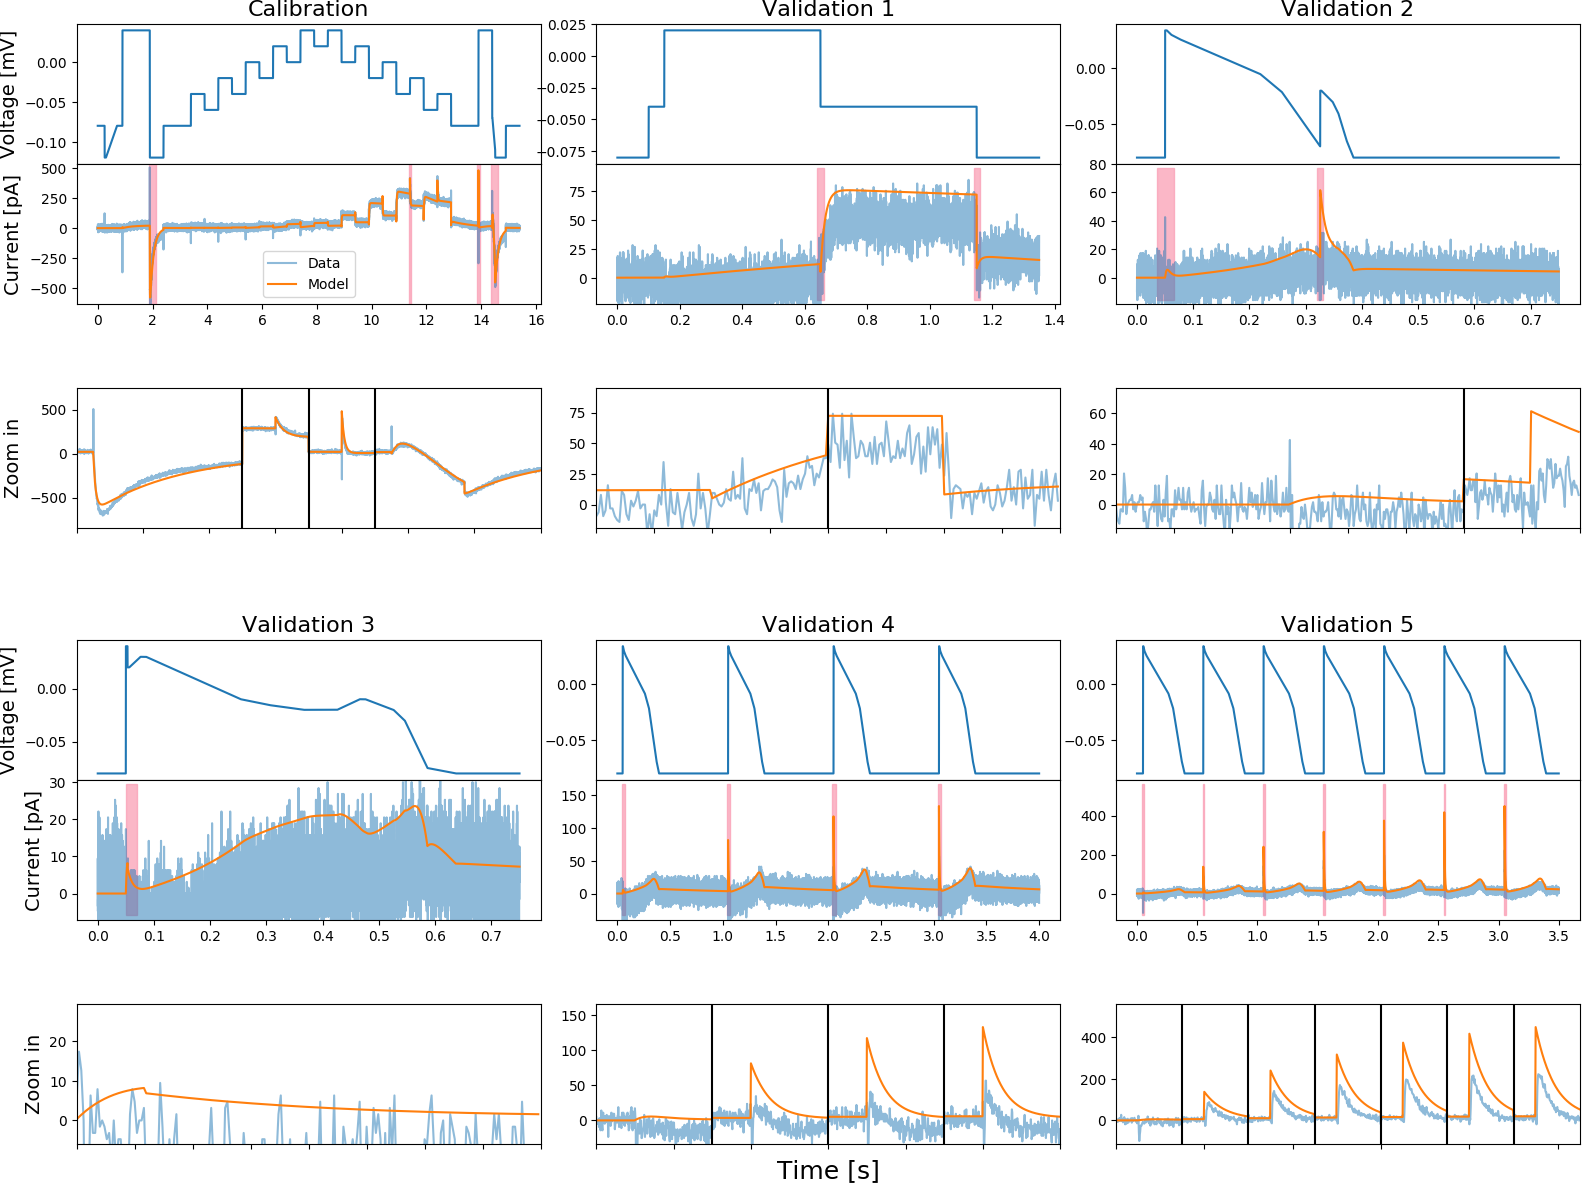 Calibration
Validation 1
Validation 2
Voltage [mV]
0.00
−0.05
−0.10
0.025
0.000
−0.025
−0.050
−0.075
0.00
−0.05
Current [pA]
500
250
0
−250
−500
Data
Model
75
50
25
0
80
60
40
20
0
0 2 4 6 8 10 12 14 16
0.0 0.2 0.4 0.6 0.8 1.0 1.2 1.4
0.0 0.1 0.2 0.3 0.4 0.5 0.6 0.7
Zoom in
500
0
−500
75
50
25
0
60
40
20
0
Validation 3
Validation 4
Validation 5
Voltage [mV]
0.00
−0.05
0.00
−0.05
0.00
−0.05
Current [pA]
30
20
10
0
150
100
50
0
400
200
0
0.0 0.1 0.2 0.3 0.4 0.5 0.6 0.7
0.0 0.5 1.0 1.5 2.0 2.5 3.0 3.5 4.0
0.0 0.5 1.0 1.5 2.0 2.5 3.0 3.5
Zoom in
20
10
0
150
100
50
0
400
200
0
Time [s]